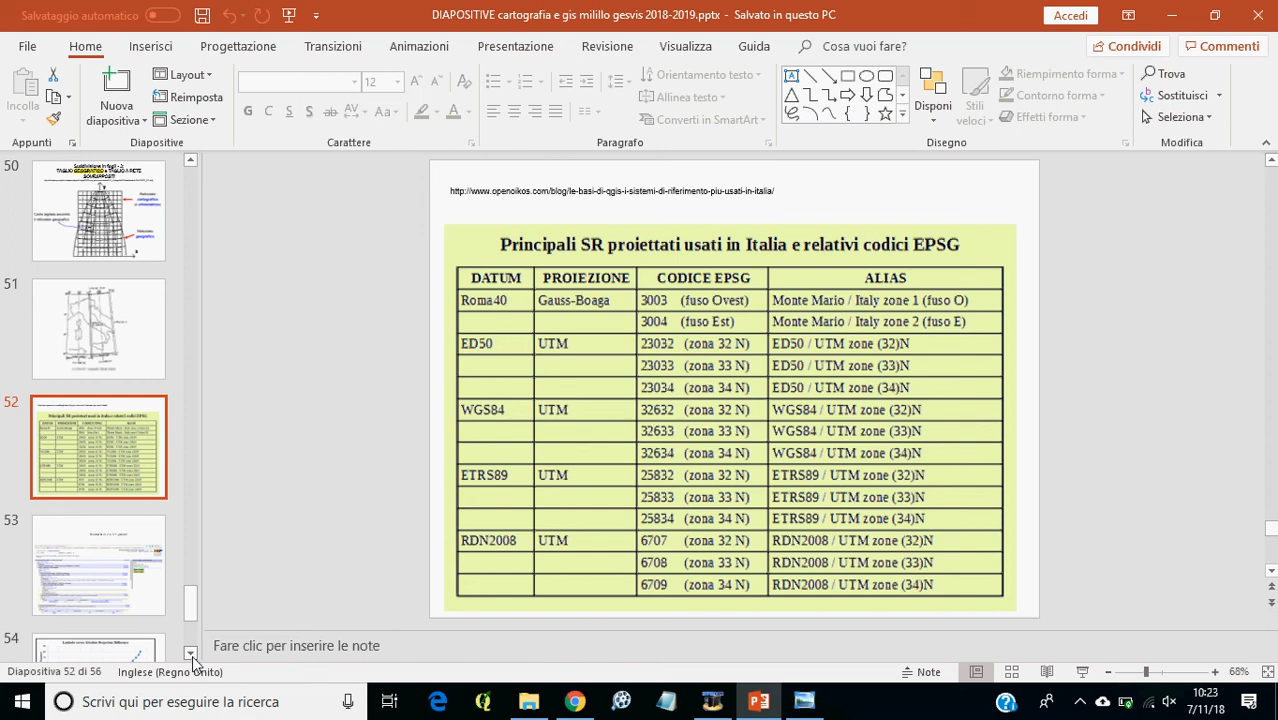 Salvataggio automatico
DIAPOSITIVE cartografia e gis milillo gesvis 2018-2019.pptx - Salvato in questo PC
Accedi
File Home Inserisci Progettazione Transizioni Animazioni Presentazione Revisione Visualizza Guida Cosa vuoi fare? Condividi Commenti
Incolla
Nuova diapositiva
Layout
Reimposta
Sezione
12
Orientamento testo
Allinea testo
Converti in SmartArt
Disponi
Stili veloci
Riempimento forma
Contorno forma
Effetti forma
Trova
Sostituisci
Seleziona
Appunti Diapositive Carattere Paragrafo Disegno Modifica
50
51
52
53
54
http://www.openoikos.com/blog/le-basi-di-qgis-i-sistemi-di-riferimento-piu-usati-in-italia/
Principali SR proiettati usati in Italia e relativi codici EPSG
DATUM PROIEZIONE CODICE EPSG ALIAS
Roma40 Gauss-Boaga 3003 (fuso Ovest) Monte Mario / Italy zone 1 (fuso O)
3004 (fuso Est) Monte Mario / Italy zone 2 (fuso E)
ED50 UTM 23032 (zona 32 N) ED50 / UTM zone (32)N
23033 (zona 33 N) ED50 / UTM zone (33)N
23034 (zona 34 N) ED50 / UTM zone (34)N
WGS84 UTM 32632 (zona 32 N) WGS84 / UTM zone (32)N
32633 (zona 33 N) WGS84 / UTM zone (33)N
32634 (zona 34 N) WGS84 / UTM zone (34)N
ETRS89 UTM 25832 (zona 32 N) ETRS89 / UTM zone (32)N
25833 (zona 33 N) ETRS89 / UTM zone (33)N
25834 (zona 34 N) ETRS89 / UTM zone (34)N
RDN2008 UTM 6707 (zona 32 N) RDN2008 / UTM zone (32)N
6708 (zona 33 N) RDN2008 / UTM zone (33)N
6709 (zona 34 N) RDN2008 / UTM zone (34)N
Fare clic per inserire le note
Diapositiva 52 di 56 Inglese (Regno Unito) Note 68%
Scrivi qui per eseguire la ricerca
10:23
7/11/18